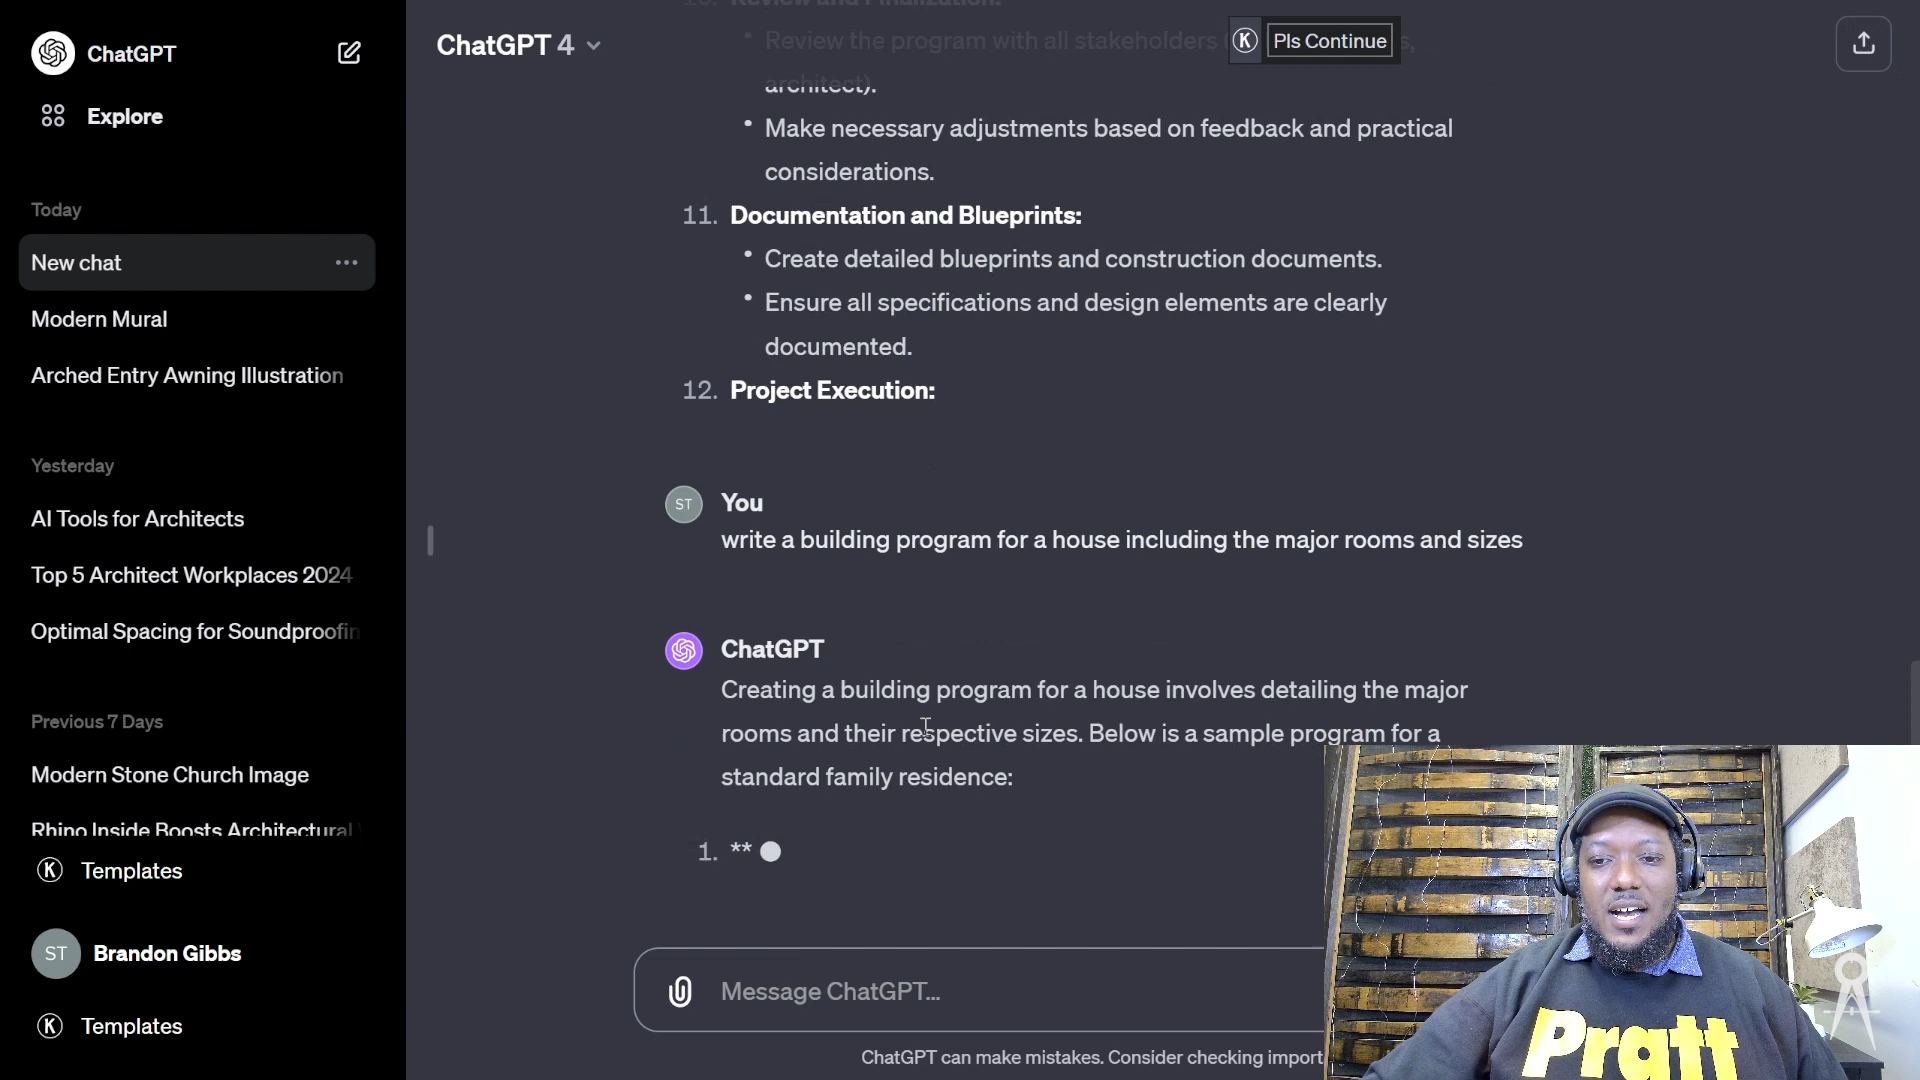 ChatGPT
Explore
Today
New chat
Modern Mural
Arched Entry Awning Illustration
Yesterday
AI Tools for Architects
Top 5 Architect Workplaces 2024
Optimal Spacing for Soundproofin
Previous 7 Days
Modern Stone Church Image
Rhino Inside Boosts Architectural
K Templates
ST Brandon Gibbs
K Templates
ChatGPT 4
K Pls Continue
10. Review and Finalization:
• Review the program with all stakeholders
architect).
• Make necessary adjustments based on feedback and practical
considerations.
11. Documentation and Blueprints:
• Create detailed blueprints and construction documents.
• Ensure all specifications and design elements are clearly
documented.
12. Project Execution:
ST You
write a building program for a house including the major rooms and sizes
ChatGPT
Creating a building program for a house involves detailing the major
rooms and their respective sizes. Below is a sample program for a
standard family residence:
1. **
Message ChatGPT...
ChatGPT can make mistakes. Consider checking import
Pratt